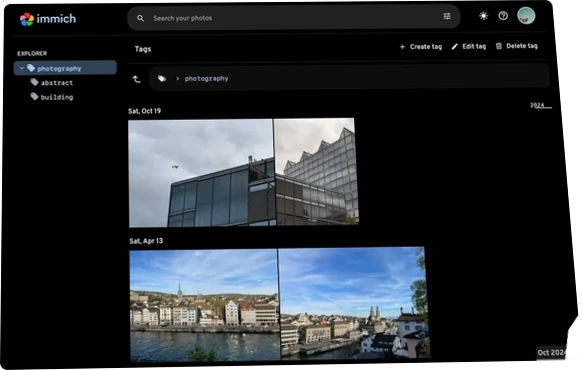 immich
Search your photos
EXPLORER
photography
abstract
building
Tags
Create tag
Edit tag
Delete tag
photography
Sat, Oct 19
2024
Sat, Apr 13
Oct 2024